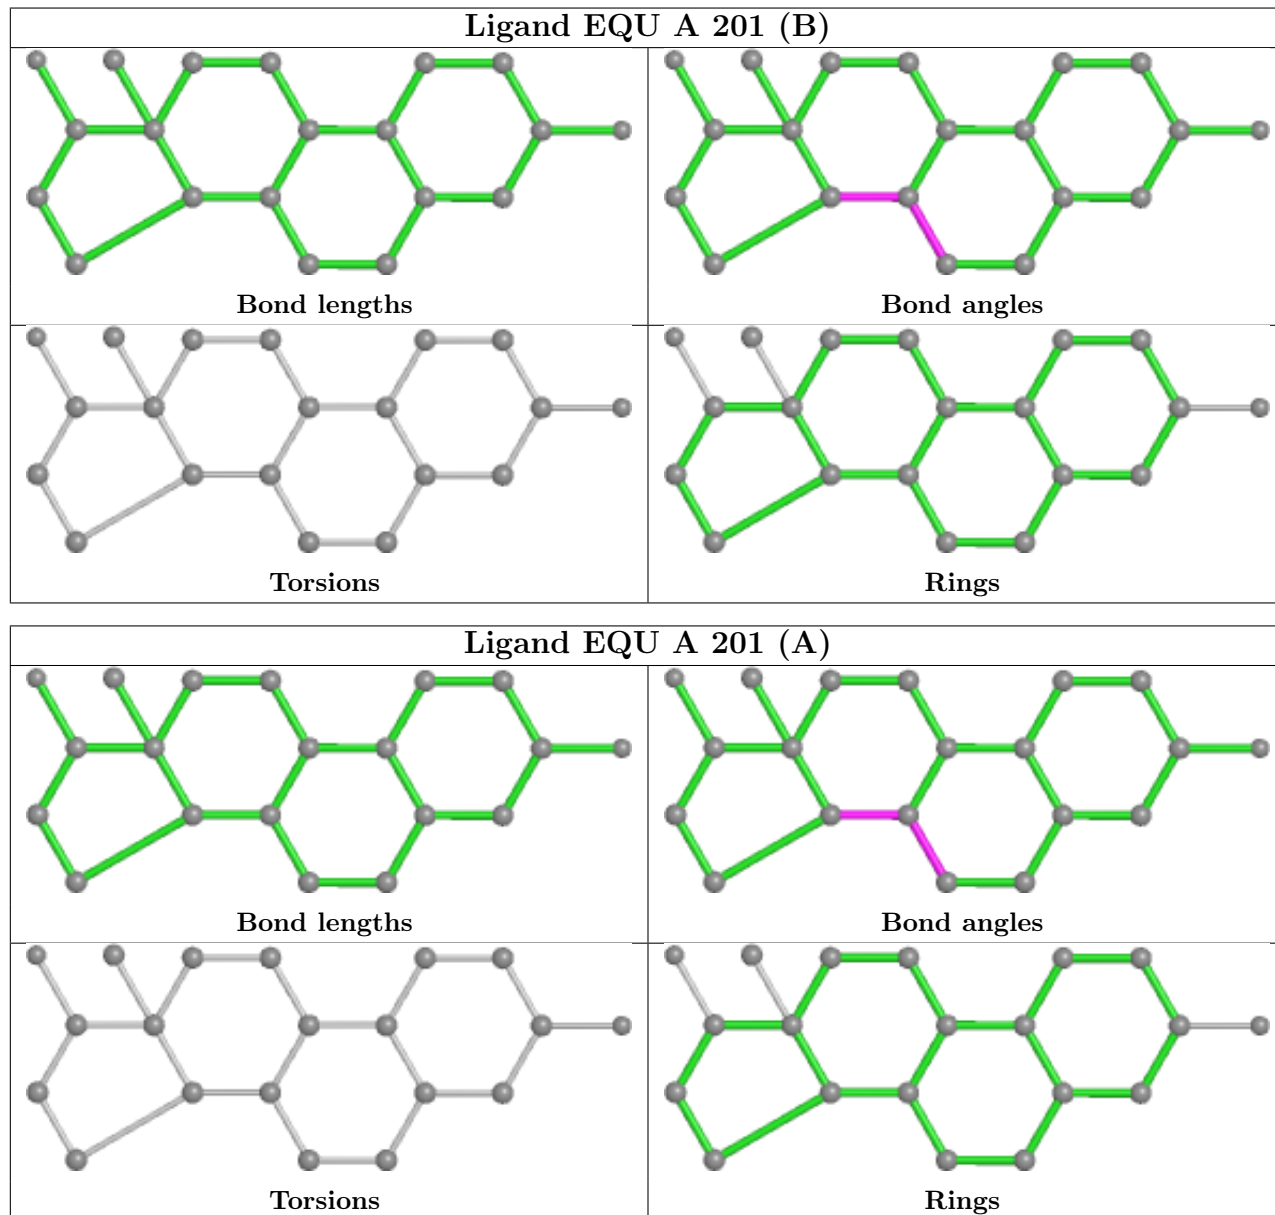 Ligand EQU A 201 (B)
Bond lengths
Bond angles
Torsions
Rings
Ligand EQU A 201 (A)
Bond lengths
Bond angles
Torsions
Rings